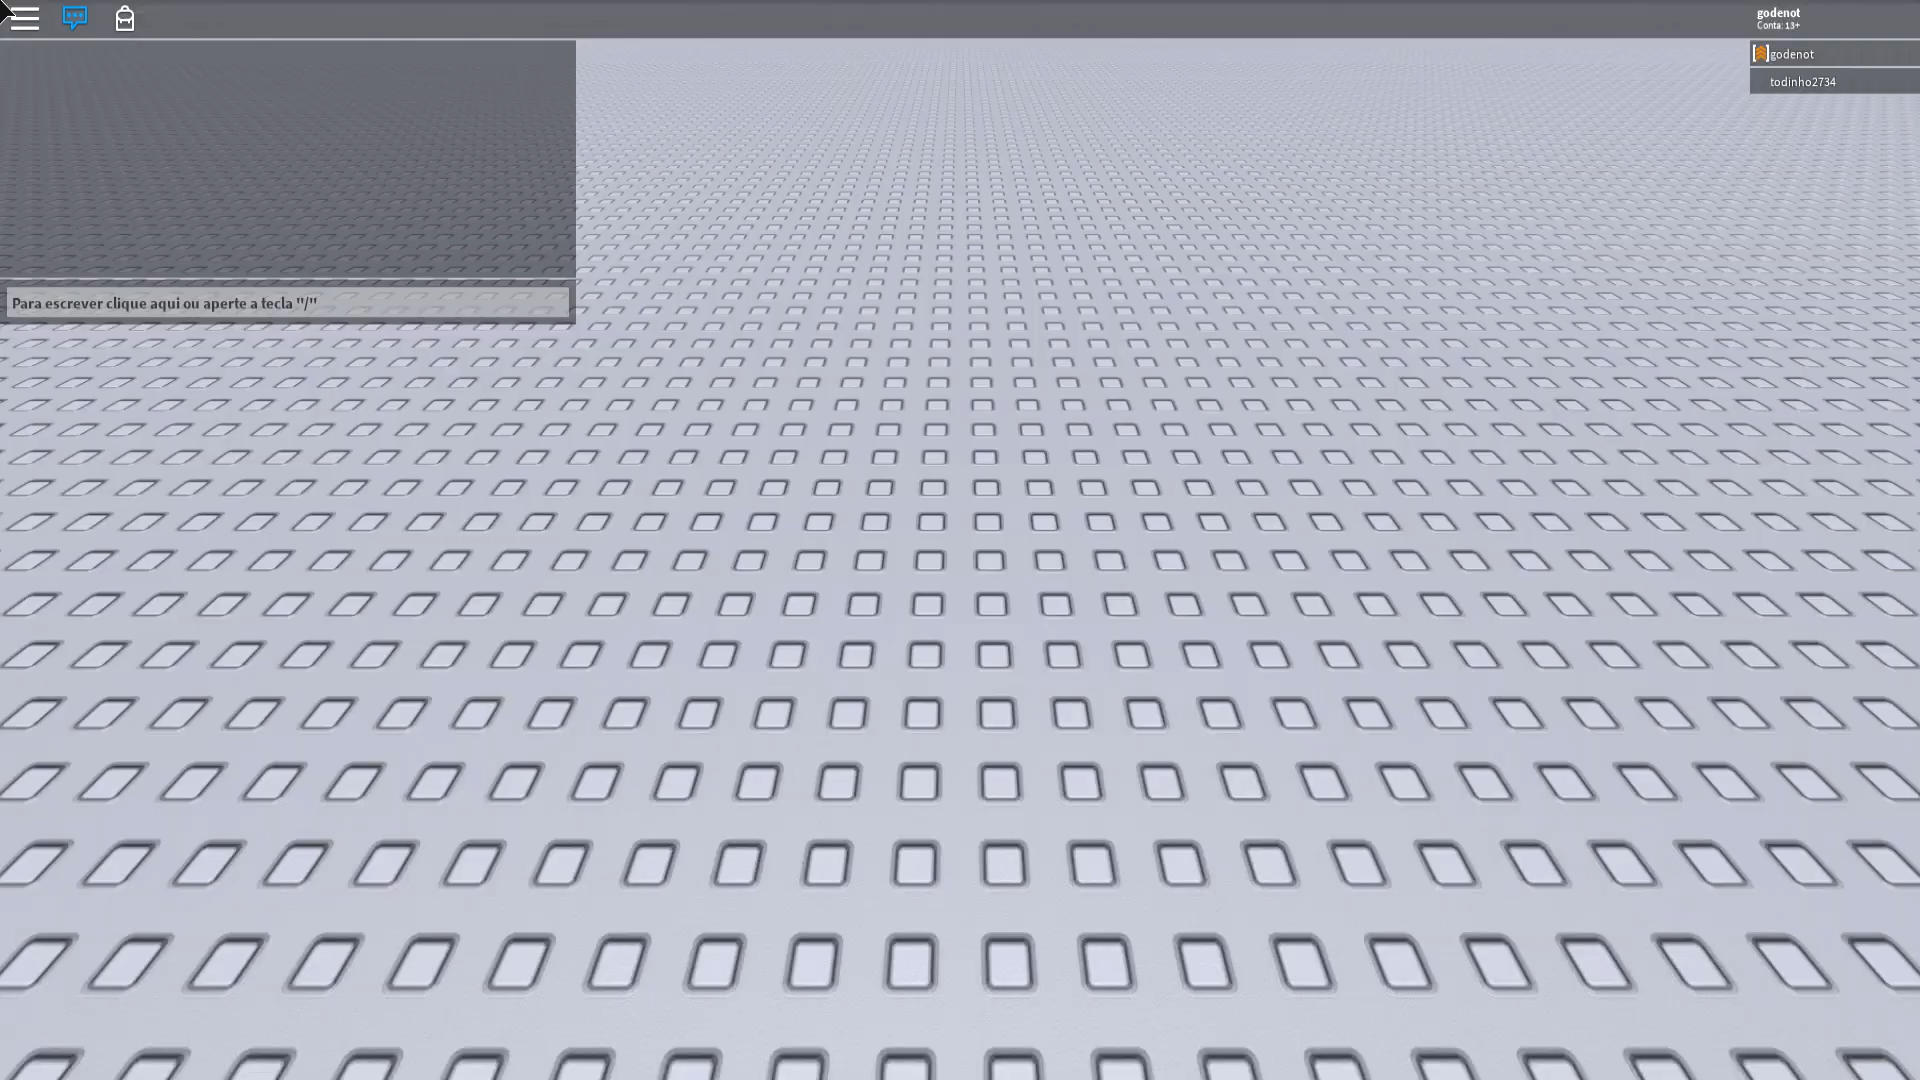 godenot
Conta: 13+
godenot
todinho2734
Para escrever clique aqui ou aperte a tecla "/"